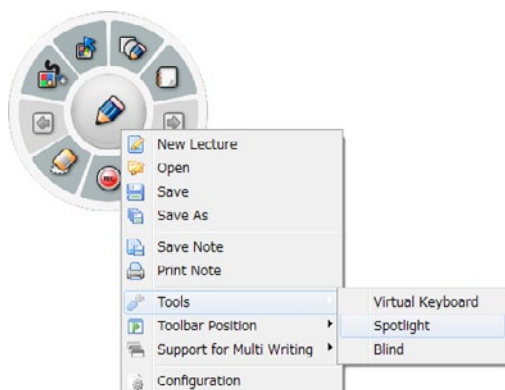 New Lecture
Open
Save
Save As
Save Note
Print Note
Tools
Virtual Keyboard
Toolbar Position
Spotlight
Support for Multi Writing
Blind
Configuration